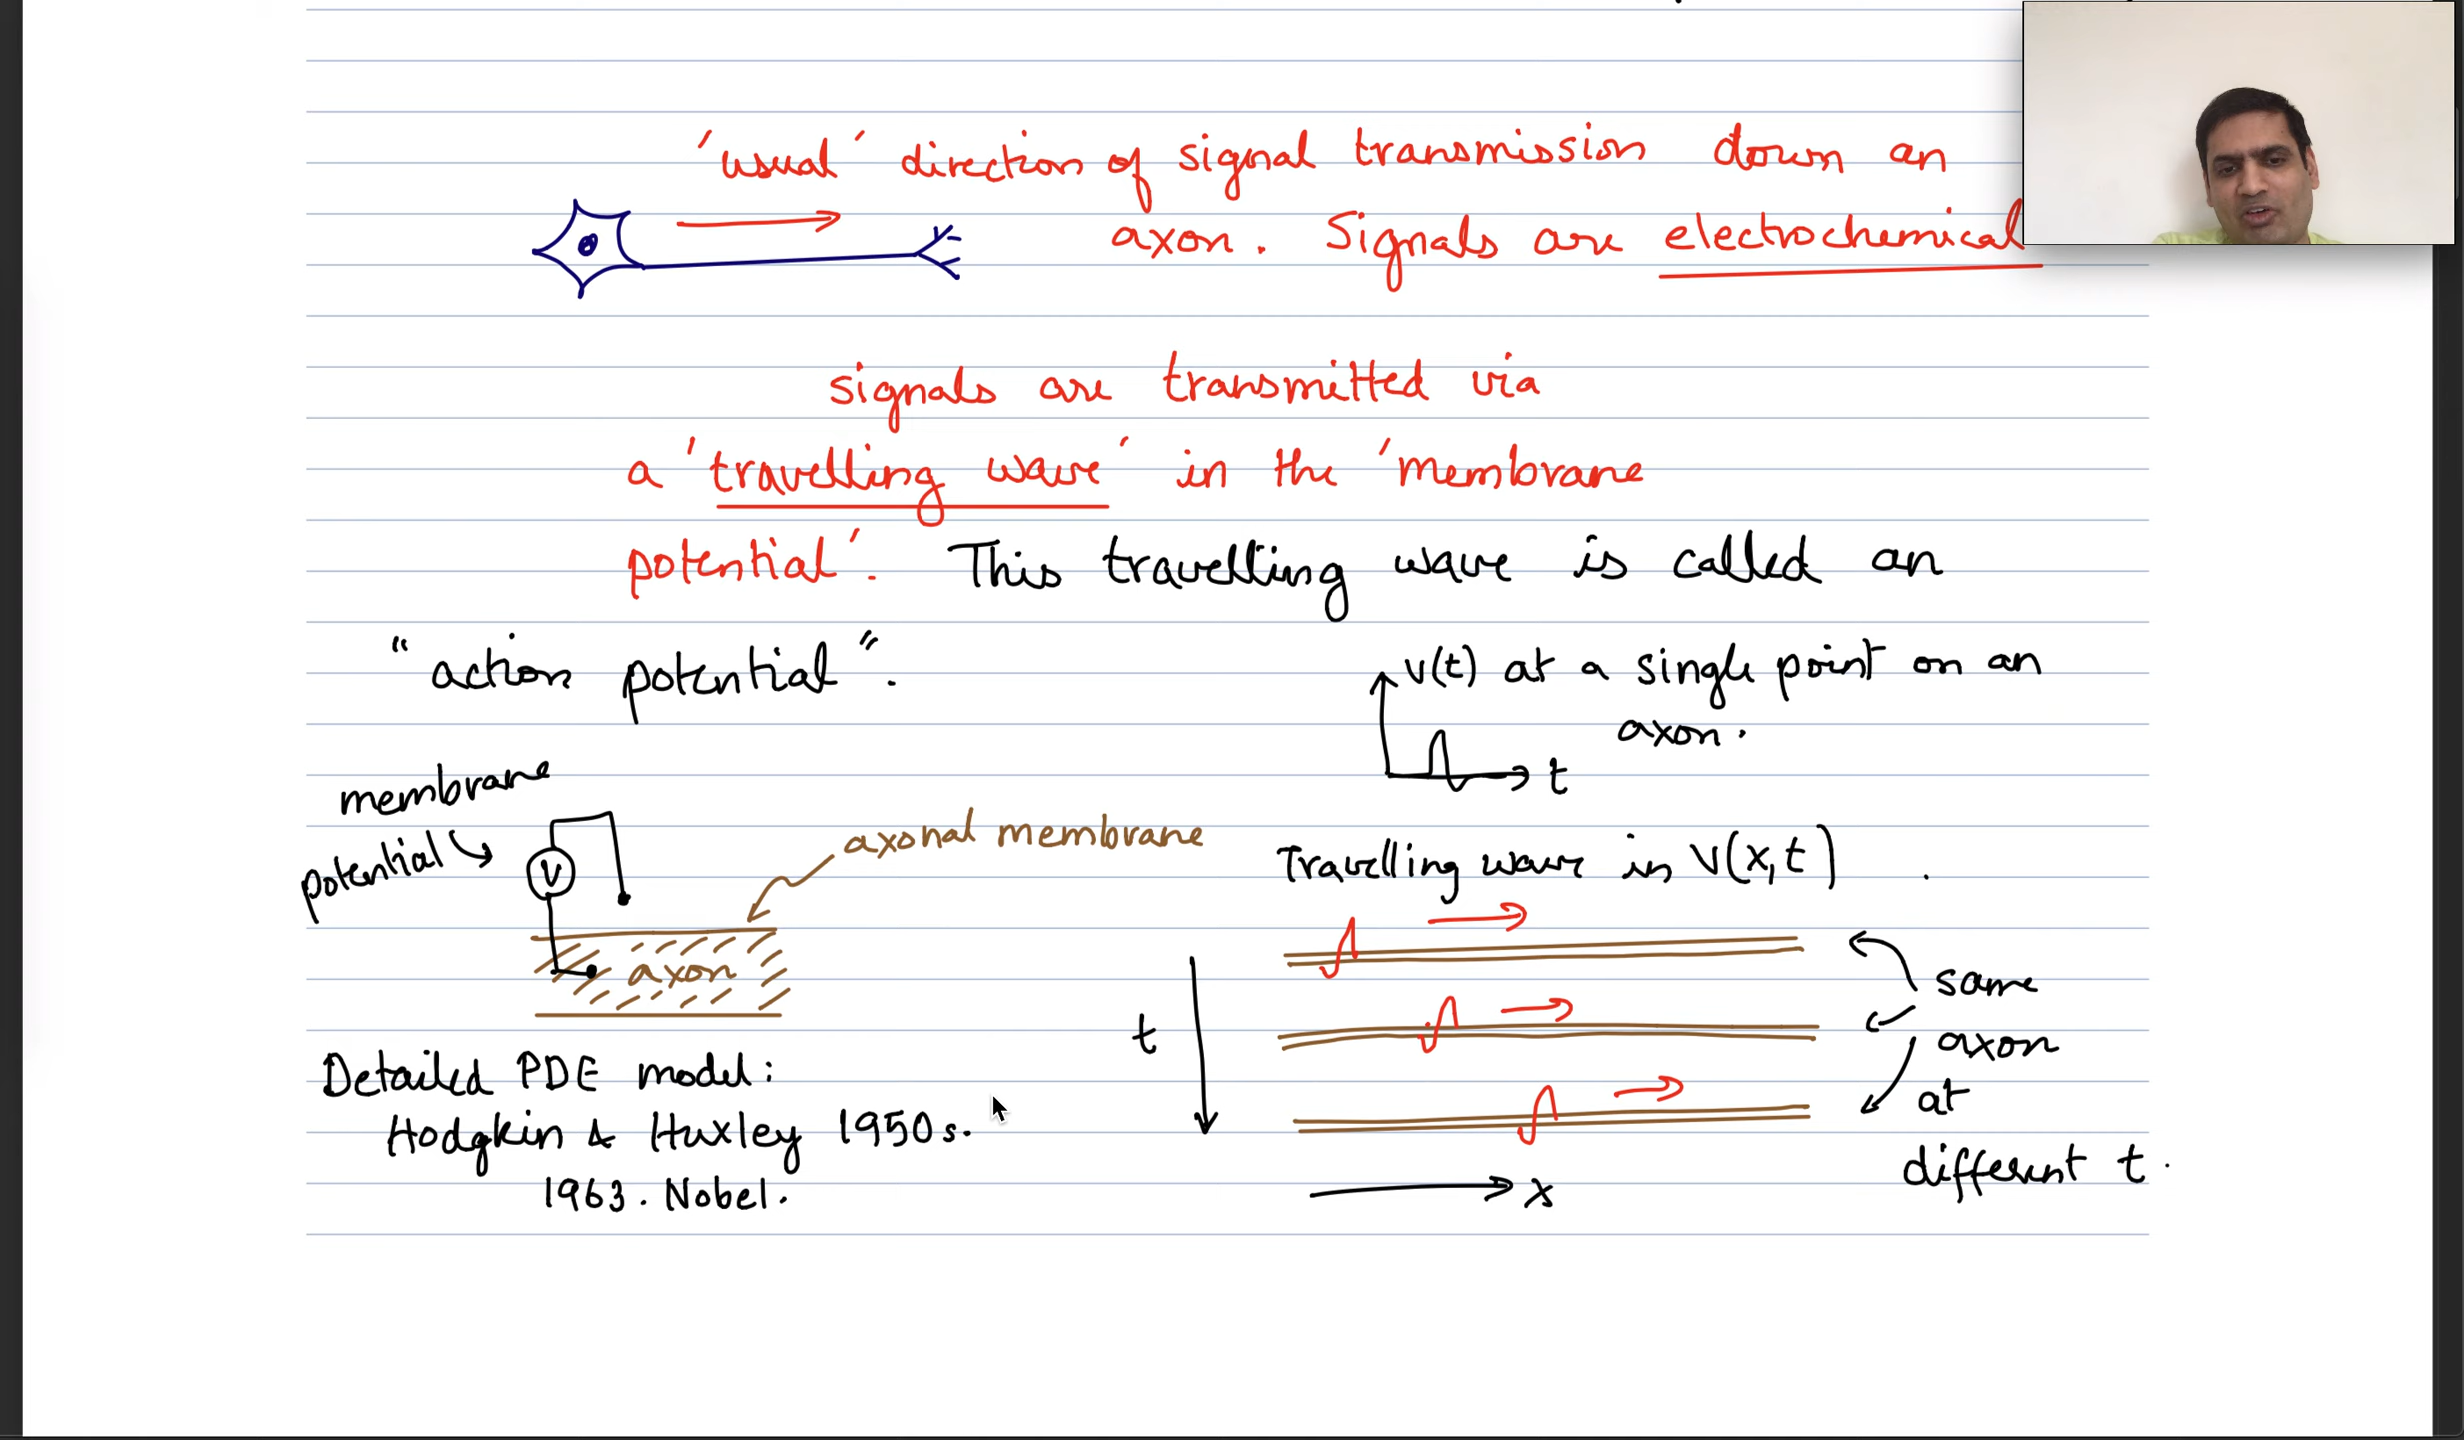 'usual' direction of signal transmission down an
axon. Signals are electrochemical
signals are transmitted via
a 'travelling wave' in the 'membrane
potential'. This travelling wave is called an
"action potential".
v(t) at a single point on an
axon.
t
membrane
potential
V
axonal membrane
axon
Travelling wave in V(x,t)
t
same
axon
at
different t.
x
Detailed PDE model:
Hodgkin & Huxley 1950s.
1963. Nobel.